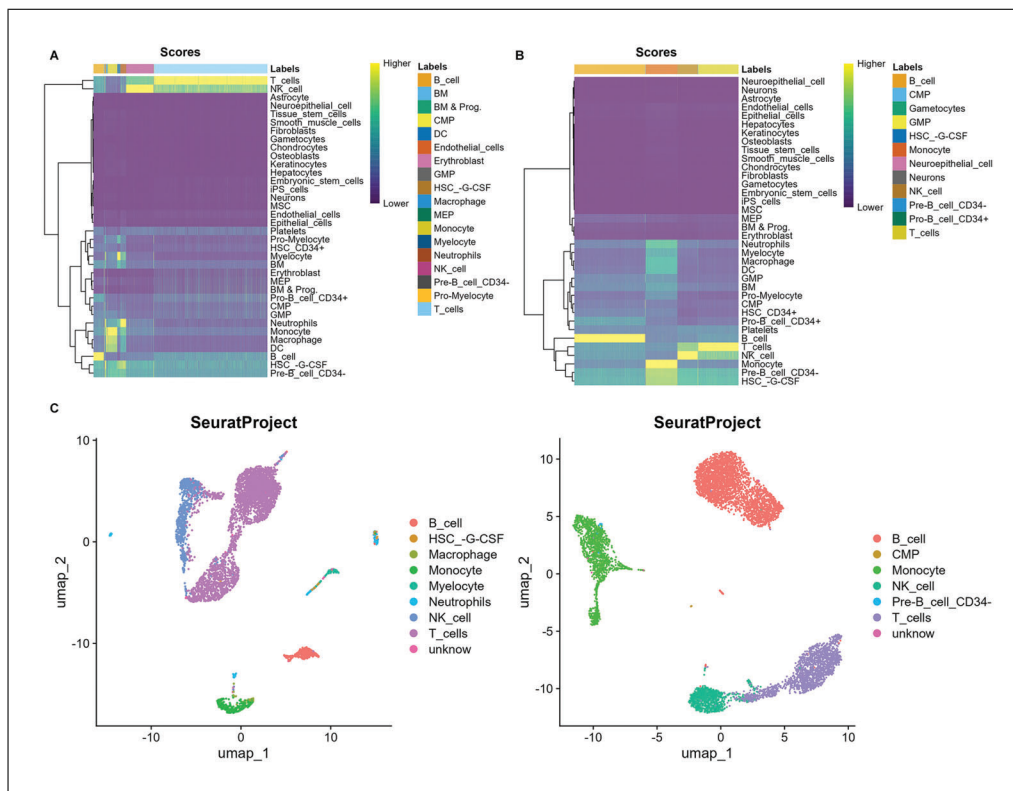 A
Scores
Labels
T_cells
NK_cell
Astrocyte
Neuroepithelial_cell
Tissue_stem_cells
Smooth_muscle_cells
Fibroblasts
Gametocytes
Chondrocytes
Osteoblasts
Keratinocytes
Hepatocytes
Embryonic_stem_cells
iPS_cells
Neurons
MSC
Endothelial_cells
Epithelial_cells
Platelets
Pro-Myelocyte
HSC_CD34+
Myelocyte
BM
Erythroblast
MEP
BM & Prog.
Pro-B_cell_CD34+
CMP
GMP
Neutrophils
Monocyte
Macrophage
DC
B_cell
HSC_-G-CSF
Pre-B_cell_CD34-
Higher
Lower
Labels
B_cell
BM
BM & Prog.
CMP
DC
Endothelial_cells
Erythroblast
GMP
HSC_-G-CSF
Macrophage
MEP
Monocyte
Myelocyte
Neutrophils
NK_cell
Pre-B_cell_CD34-
Pro-Myelocyte
T_cells
B
Scores
Labels
Neuroepithelial_cell
Neurons
Astrocyte
Endothelial_cells
Epithelial_cells
Hepatocytes
Keratinocytes
Osteoblasts
Tissue_stem_cells
Smooth_muscle_cells
Chondrocytes
Fibroblasts
Gametocytes
Embryonic_stem_cells
iPS_cells
MSC
MEP
BM & Prog.
Erythroblast
Neutrophils
Myelocyte
Macrophage
DC
GMP
BM
Pro-Myelocyte
CMP
HSC_CD34+
Pro-B_cell_CD34+
Platelets
B_cell
T_cells
NK_cell
Monocyte
Pre-B_cell_CD34-
HSC_-G-CSF
Higher
Lower
Labels
B_cell
CMP
Gametocytes
GMP
HSC_-G-CSF
Monocyte
Neuroepithelial_cell
Neurons
NK_cell
Pre-B_cell_CD34-
Pro-B_cell_CD34+
T_cells
C
SeuratProject
10
0
-10
umap_2
-10
0
10
umap_1
B_cell
HSC_-G-CSF
Macrophage
Monocyte
Myelocyte
Neutrophils
NK_cell
T_cells
unknow
SeuratProject
10
5
0
-5
-10
umap_2
-10
-5
0
5
10
umap_1
B_cell
CMP
Monocyte
NK_cell
Pre-B_cell_CD34-
T_cells
unknow